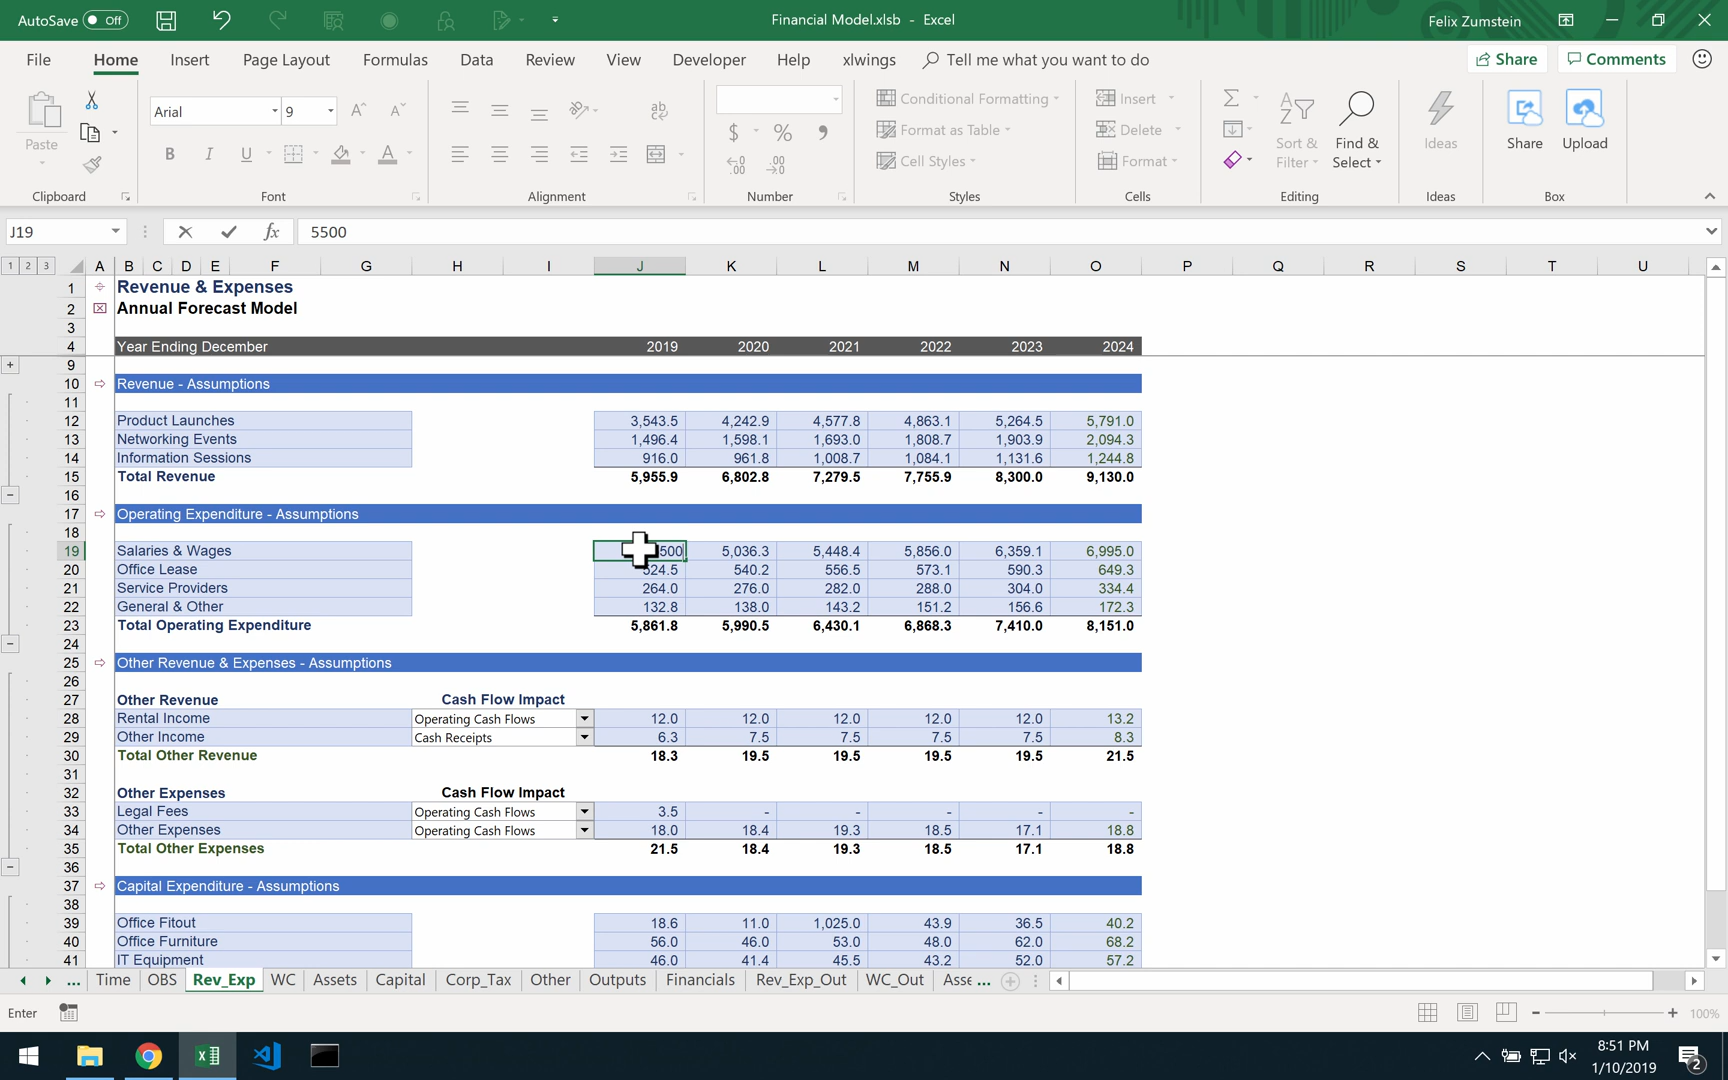 AutoSave Off
Financial Model.xlsb - Excel
Felix Zumstein
File Home Insert Page Layout Formulas Data Review View Developer Help xlwings Tell me what you want to do Share Comments
Paste
Clipboard
Arial 9
B I U A
Font
ab
Alignment
$ % ,
Number
Conditional Formatting
Format as Table
Cell Styles
Styles
Insert
Delete
Format
Cells
Sort & Filter
Find & Select
Editing
Ideas
Ideas
Share
Upload
Box
J19 fx 5500
1 2 3 A B C D E F G H I J K L M N O P Q R S T U
1 Revenue & Expenses
2 Annual Forecast Model
3
4 Year Ending December 2019 2020 2021 2022 2023 2024
9
10 Revenue - Assumptions
11
12 Product Launches 3,543.5 4,242.9 4,577.8 4,863.1 5,264.5 5,791.0
13 Networking Events 1,496.4 1,598.1 1,693.0 1,808.7 1,903.9 2,094.3
14 Information Sessions 916.0 961.8 1,008.7 1,084.1 1,131.6 1,244.8
15 Total Revenue 5,955.9 6,802.8 7,279.5 7,755.9 8,300.0 9,130.0
16
17 Operating Expenditure - Assumptions
18
19 Salaries & Wages 500 5,036.3 5,448.4 5,856.0 6,359.1 6,995.0
20 Office Lease 524.5 540.2 556.5 573.1 590.3 649.3
21 Service Providers 264.0 276.0 282.0 288.0 304.0 334.4
22 General & Other 132.8 138.0 143.2 151.2 156.6 172.3
23 Total Operating Expenditure 5,861.8 5,990.5 6,430.1 6,868.3 7,410.0 8,151.0
24
25 Other Revenue & Expenses - Assumptions
26
27 Other Revenue Cash Flow Impact
28 Rental Income Operating Cash Flows 12.0 12.0 12.0 12.0 12.0 13.2
29 Other Income Cash Receipts 6.3 7.5 7.5 7.5 7.5 8.3
30 Total Other Revenue 18.3 19.5 19.5 19.5 19.5 21.5
31
32 Other Expenses Cash Flow Impact
33 Legal Fees Operating Cash Flows 3.5 - - - - -
34 Other Expenses Operating Cash Flows 18.0 18.4 19.3 18.5 17.1 18.8
35 Total Other Expenses 21.5 18.4 19.3 18.5 17.1 18.8
36
37 Capital Expenditure - Assumptions
38
39 Office Fitout 18.6 11.0 1,025.0 43.9 36.5 40.2
40 Office Furniture 56.0 46.0 53.0 48.0 62.0 68.2
41 IT Equipment 46.0 41.4 45.5 43.2 52.0 57.2
... Time OBS Rev_Exp WC Assets Capital Corp_Tax Other Outputs Financials Rev_Exp_Out WC_Out Asse ...
Enter 100%
8:51 PM
1/10/2019
2